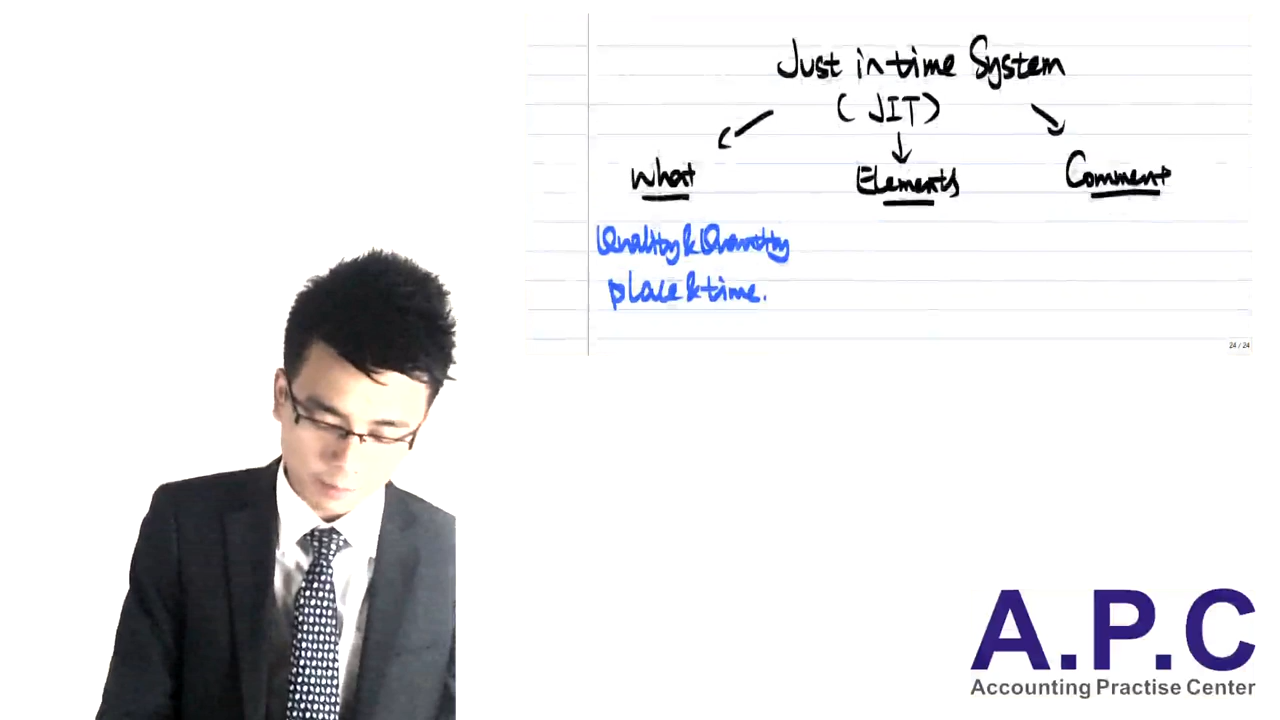 Just in time System
(JIT)
What
Elements
Comment
Quality & Quantity
place & time.
24 / 24
A.P.C
Accounting Practise Center